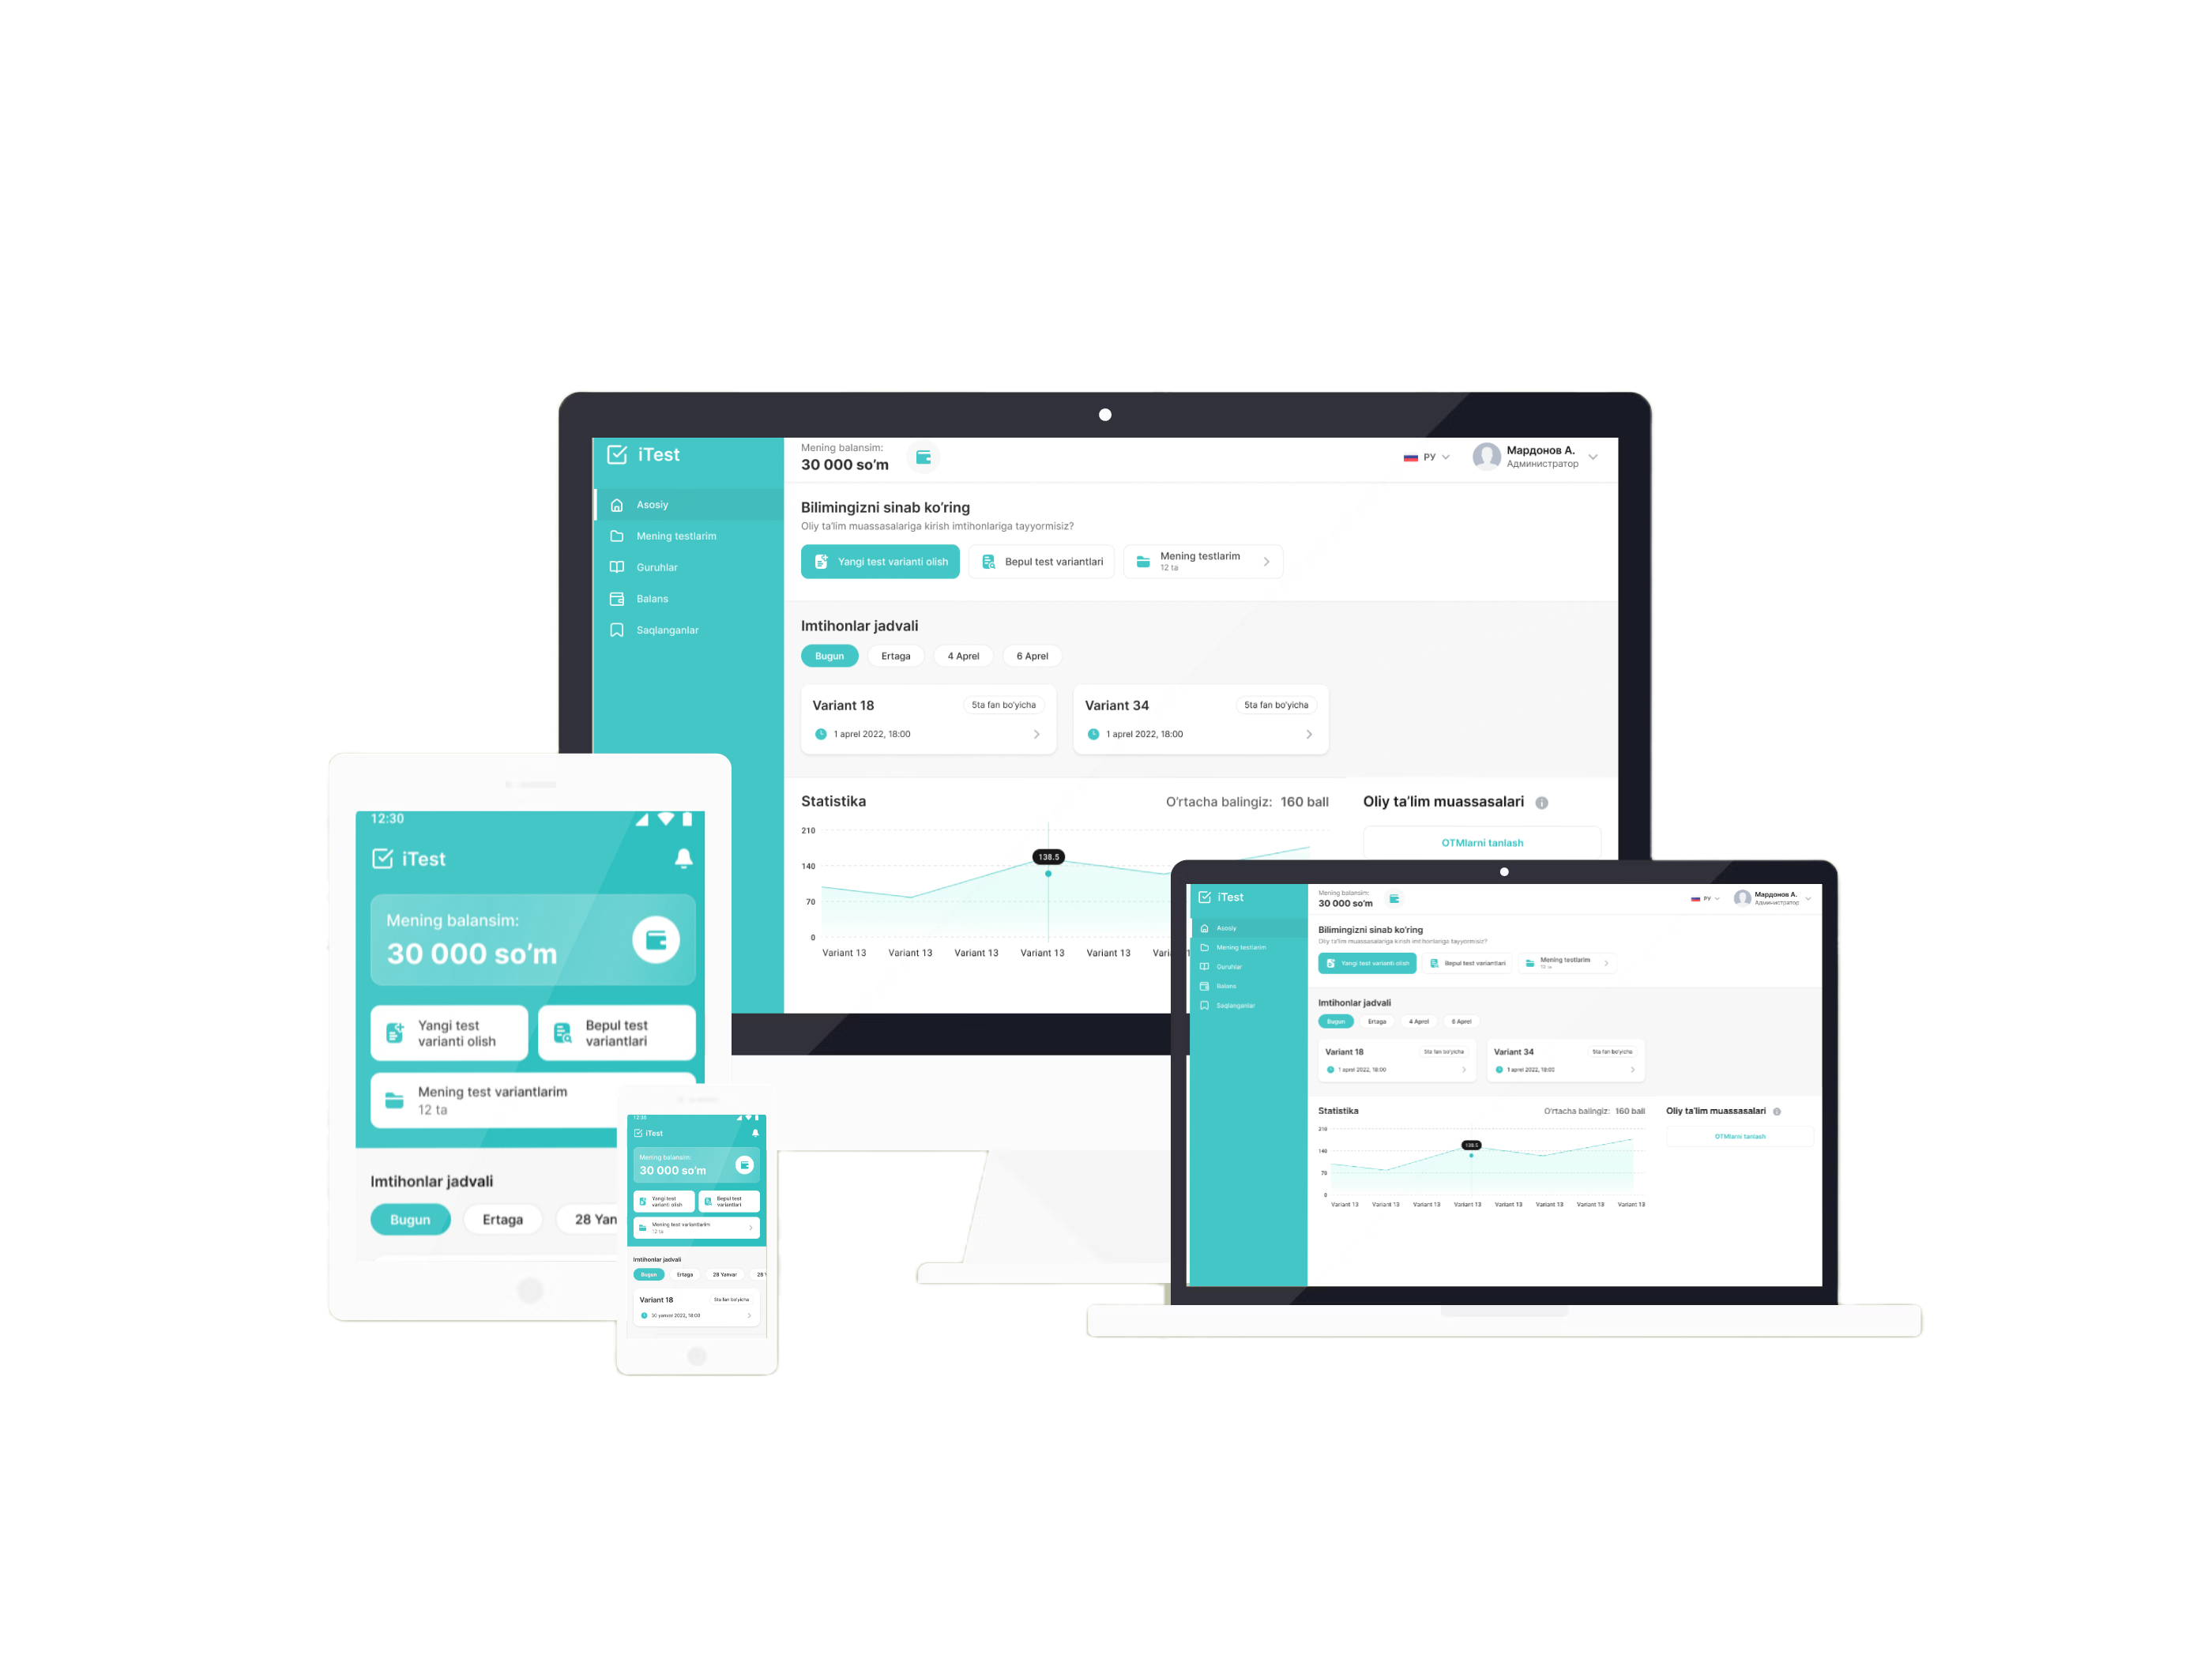 iTest
Asosiy
Mening testlarim
Guruhlar
Balans
Saqlanganlar
Mening balansim:
30 000 so'm
РУ
Мардонов А.
Администратор
Bilimingizni sinab ko'ring
Oliy ta'lim muassasalariga kirish imtihonlariga tayyormisiz?
Yangi test varianti olish
Bepul test variantlari
Mening testlarim
12 ta
Imtihonlar jadvali
Bugun
Ertaga
4 Aprel
6 Aprel
Variant 18
5ta fan bo'yicha
1 aprel 2022, 18:00
Variant 34
5ta fan bo'yicha
1 aprel 2022, 18:00
Statistika
O'rtacha balingiz: 160 ball
210
140
70
0
138.5
Variant 13
Variant 13
Variant 13
Variant 13
Variant 13
Oliy ta'lim muassasalari
OTMlarni tanlash
12:30
iTest
Mening balansim:
30 000 so'm
Yangi test
varianti olish
Bepul test
variantlari
Mening test variantlarim
12 ta
Imtihonlar jadvali
Bugun
Ertaga
28 Yan
12:30
iTest
Mening balansim:
30 000 so'm
Yangi test
varianti olish
Bepul test
variantlari
Mening test variantlarim
12 ta
Imtihonlar jadvali
Bugun
Ertaga
28 Yanvar
28
Variant 18
5ta fan bo'yicha
30 yanvar 2022, 18:00
iTest
Asosiy
Mening testlarim
Guruhlar
Balans
Saqlanganlar
Mening balansim:
30 000 so'm
РУ
Мардонов А.
Администратор
Bilimingizni sinab ko'ring
Oliy ta'lim muassasalariga kirish imtihonlariga tayyormisiz?
Yangi test varianti olish
Bepul test variantlari
Mening testlarim
12 ta
Imtihonlar jadvali
Bugun
Ertaga
4 Aprel
6 Aprel
Variant 18
5ta fan bo'yicha
1 aprel 2022, 18:00
Variant 34
5ta fan bo'yicha
1 aprel 2022, 18:00
Statistika
O'rtacha balingiz: 160 ball
210
140
70
0
138.5
Variant 13
Variant 13
Variant 13
Variant 13
Variant 13
Variant 13
Variant 13
Variant 13
Oliy ta'lim muassasalari
OTMlarni tanlash